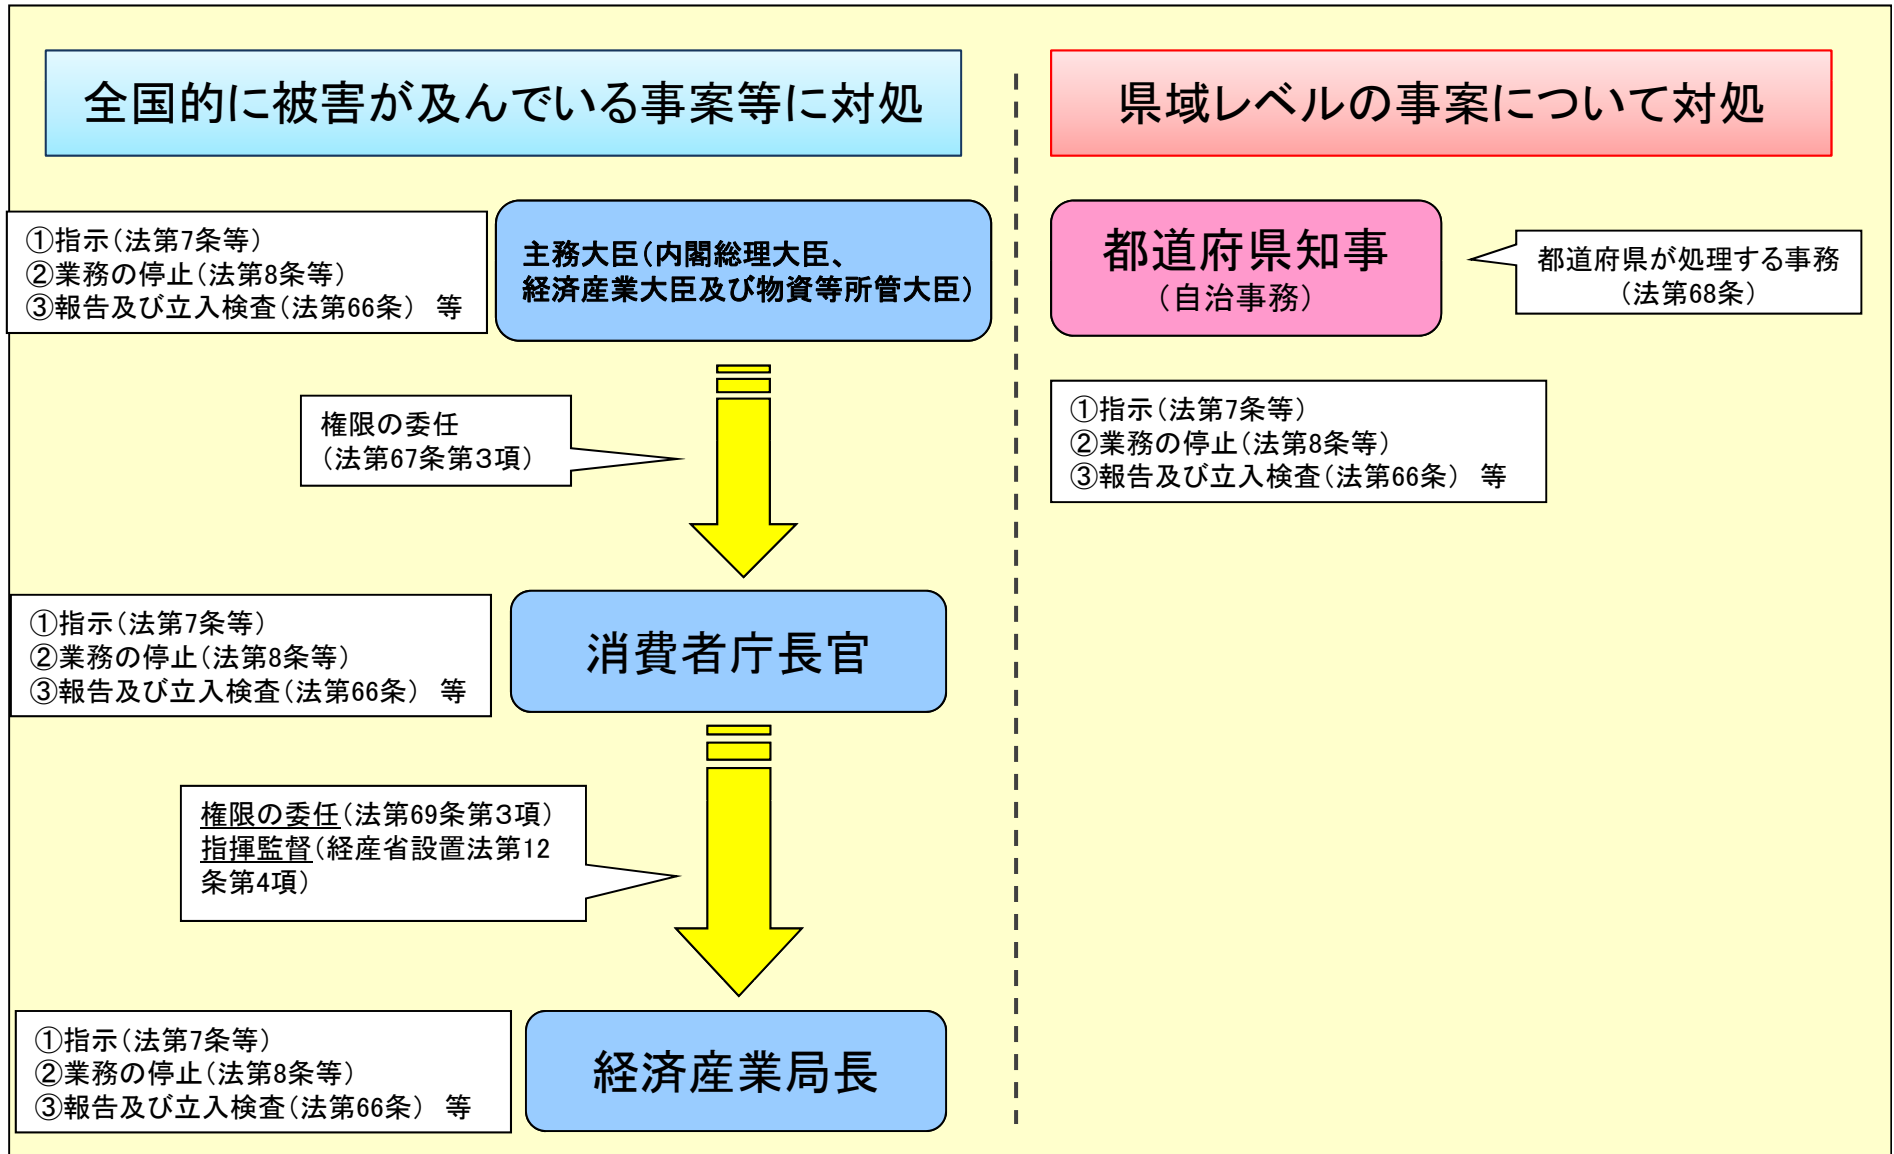 全国的に被害が及んでいる事案等に対処
①指示(法第7条等)
②業務の停止(法第8条等)
③報告及び立入検査(法第66条) 等
主務大臣(内閣総理大臣、
経済産業大臣及び物資等所管大臣)
権限の委任
(法第67条第3項)
①指示(法第7条等)
②業務の停止(法第8条等)
③報告及び立入検査(法第66条) 等
消費者庁長官
権限の委任(法第69条第3項)
指揮監督(経産省設置法第12
条第4項)
①指示(法第7条等)
②業務の停止(法第8条等)
③報告及び立入検査(法第66条) 等
経済産業局長
県域レベルの事案について対処
都道府県知事
(自治事務)
都道府県が処理する事務
(法第68条)
①指示(法第7条等)
②業務の停止(法第8条等)
③報告及び立入検査(法第66条) 等